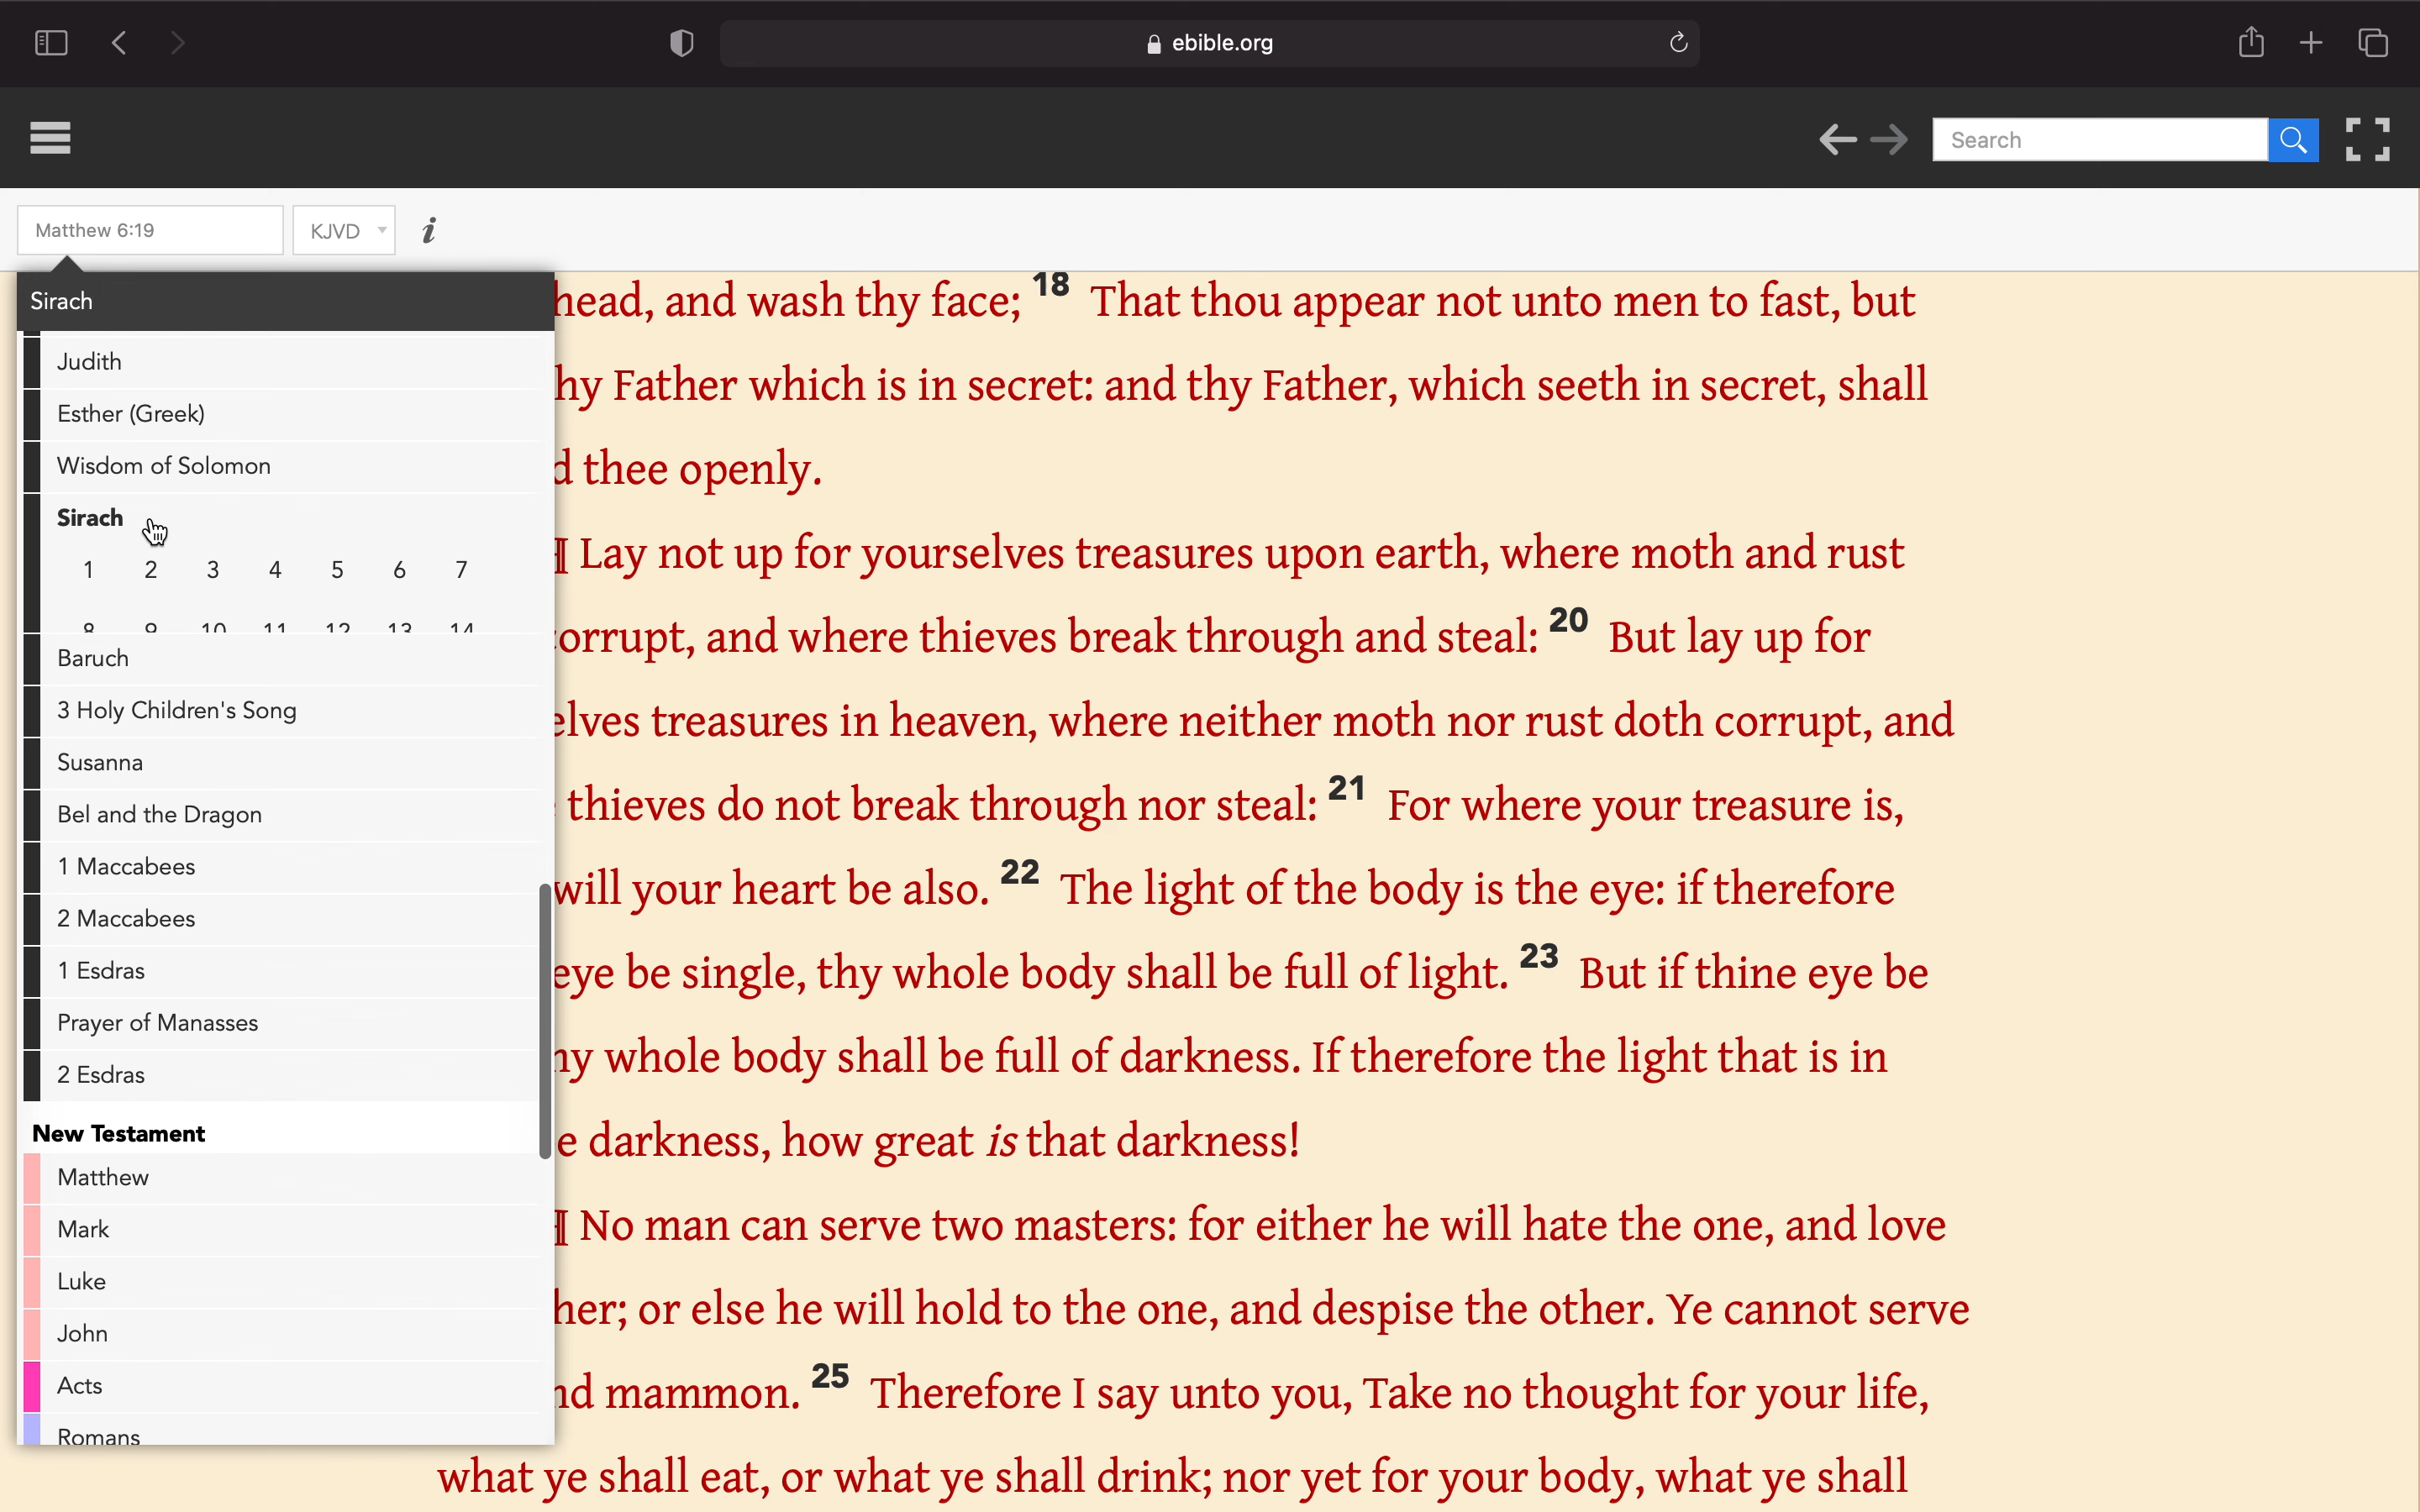 ebible.org
Search
Matthew 6:19
KJVD
i
Sirach
Judith
Esther (Greek)
Wisdom of Solomon
Sirach
1 2 3 4 5 6 7
8 9 10 11 12 13 14
Baruch
3 Holy Children's Song
Susanna
Bel and the Dragon
1 Maccabees
2 Maccabees
1 Esdras
Prayer of Manasses
2 Esdras
New Testament
Matthew
Mark
Luke
John
Acts
Romans
head, and wash thy face; 18 That thou appear not unto men to fast, but
Father which is in secret: and thy Father, which seeth in secret, shall
thee openly.
¶ Lay not up for yourselves treasures upon earth, where moth and rust
and where thieves break through and steal: 20 But lay up for
treasures in heaven, where neither moth nor rust doth corrupt, and
thieves do not break through nor steal: 21 For where your treasure is,
will your heart be also. 22 The light of the body is the eye: if therefore
eye be single, thy whole body shall be full of light. 23 But if thine eye be
whole body shall be full of darkness. If therefore the light that is in
darkness, how great is that darkness!
¶ No man can serve two masters: for either he will hate the one, and love
or else he will hold to the one, and despise the other. Ye cannot serve
mammon. 25 Therefore I say unto you, Take no thought for your life,
what ye shall eat, or what ye shall drink; nor yet for your body, what ye shall